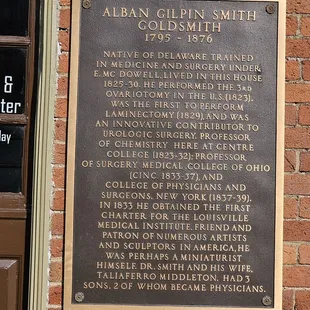 ALBAN GILPIN SMITH
GOLDSMITH
1795 - 1876
NATIVE OF DELAWARE TRAINED
IN MEDICINE AND SURGERY UNDER
E. MC DOWELL, LIVED IN THIS HOUSE
1825-30. HE PERFORMED THE 3RD
OVARIOTOMY IN THE U.S. (1823),
WAS THE FIRST TO PERFORM
LAMINECTOMY (1829), AND WAS
AN INNOVATIVE CONTRIBUTOR TO
UROLOGIC SURGERY. PROFESSOR
OF CHEMISTRY HERE AT CENTRE
COLLEGE (1823-32); PROFESSOR
OF SURGERY MEDICAL COLLEGE OF OHIO
(CINC. 1833-37), AND
COLLEGE OF PHYSICIANS AND
SURGEONS, NEW YORK (1837-39).
IN 1833 HE OBTAINED THE FIRST
CHARTER FOR THE LOUISVILLE
MEDICAL INSTITUTE. FRIEND AND
PATRON OF NUMEROUS ARTISTS
AND SCULPTORS IN AMERICA, HE
WAS PERHAPS A MINIATURIST
HIMSELF. DR. SMITH AND HIS WIFE,
TALIAFERRO MIDDLETON, HAD 3
SONS, 2 OF WHOM BECAME PHYSICIANS.
&
ter
ay